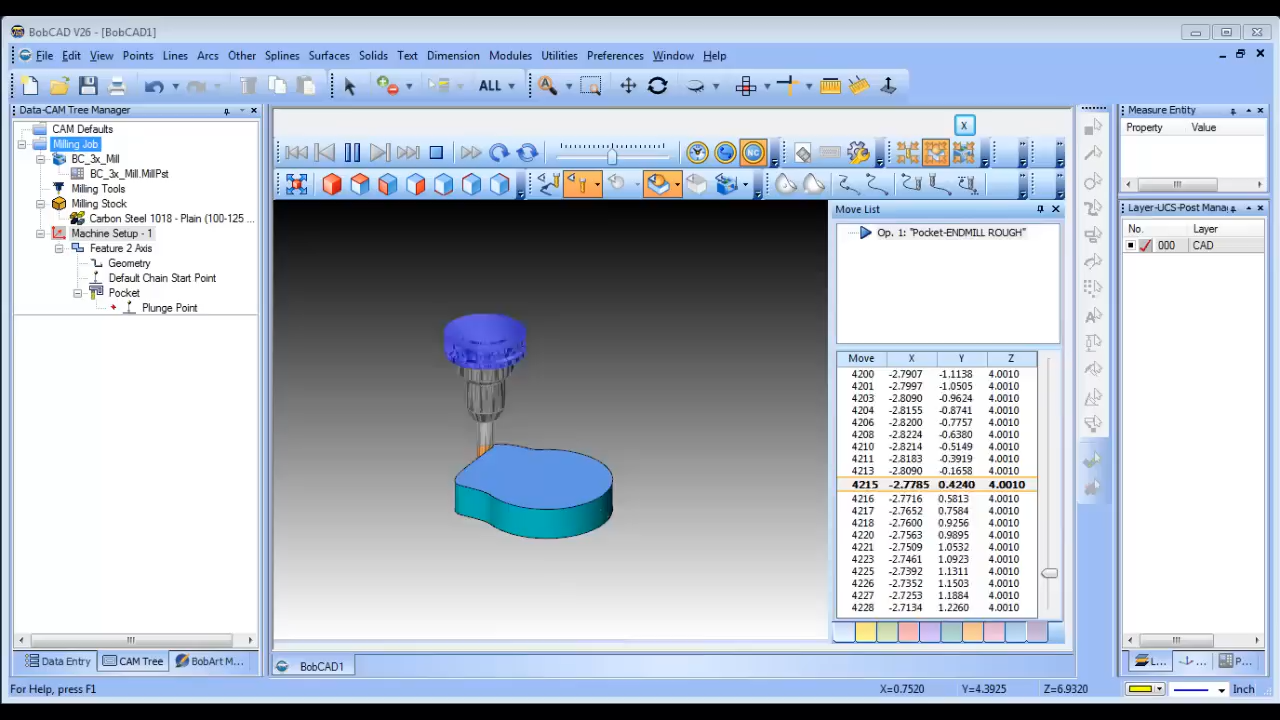 BobCAD V26 - [BobCAD1]
File Edit View Points Lines Arcs Other Splines Surfaces Solids Text Dimension Modules Utilities Preferences Window Help
ALL
Data-CAM Tree Manager
CAM Defaults
Milling Job
BC_3x_Mill
BC_3x_Mill.MillPst
Milling Tools
Milling Stock
Carbon Steel 1018 - Plain (100-125 ...
Machine Setup - 1
Feature 2 Axis
Geometry
Default Chain Start Point
Pocket
Plunge Point
Data Entry CAM Tree BobArt M...
X
NC
Move List
Op. 1: "Pocket-ENDMILL ROUGH"
Move X Y Z
4200 -2.7907 -1.1138 4.0010
4201 -2.7997 -1.0505 4.0010
4203 -2.8090 -0.9624 4.0010
4204 -2.8155 -0.8741 4.0010
4206 -2.8200 -0.7757 4.0010
4208 -2.8224 -0.6380 4.0010
4210 -2.8214 -0.5149 4.0010
4211 -2.8183 -0.3919 4.0010
4213 -2.8090 -0.1658 4.0010
4215 -2.7785 0.4240 4.0010
4216 -2.7716 0.5813 4.0010
4217 -2.7652 0.7584 4.0010
4218 -2.7600 0.9256 4.0010
4220 -2.7563 0.9895 4.0010
4221 -2.7509 1.0532 4.0010
4223 -2.7461 1.0923 4.0010
4225 -2.7392 1.1311 4.0010
4226 -2.7352 1.1503 4.0010
4227 -2.7253 1.1884 4.0010
4228 -2.7134 1.2260 4.0010
BobCAD1
Measure Entity
Property Value
Layer-UCS-Post Manag
No. Layer
000 CAD
L... ... P...
For Help, press F1
X=0.7520 Y=4.3925 Z=6.9320
Inch